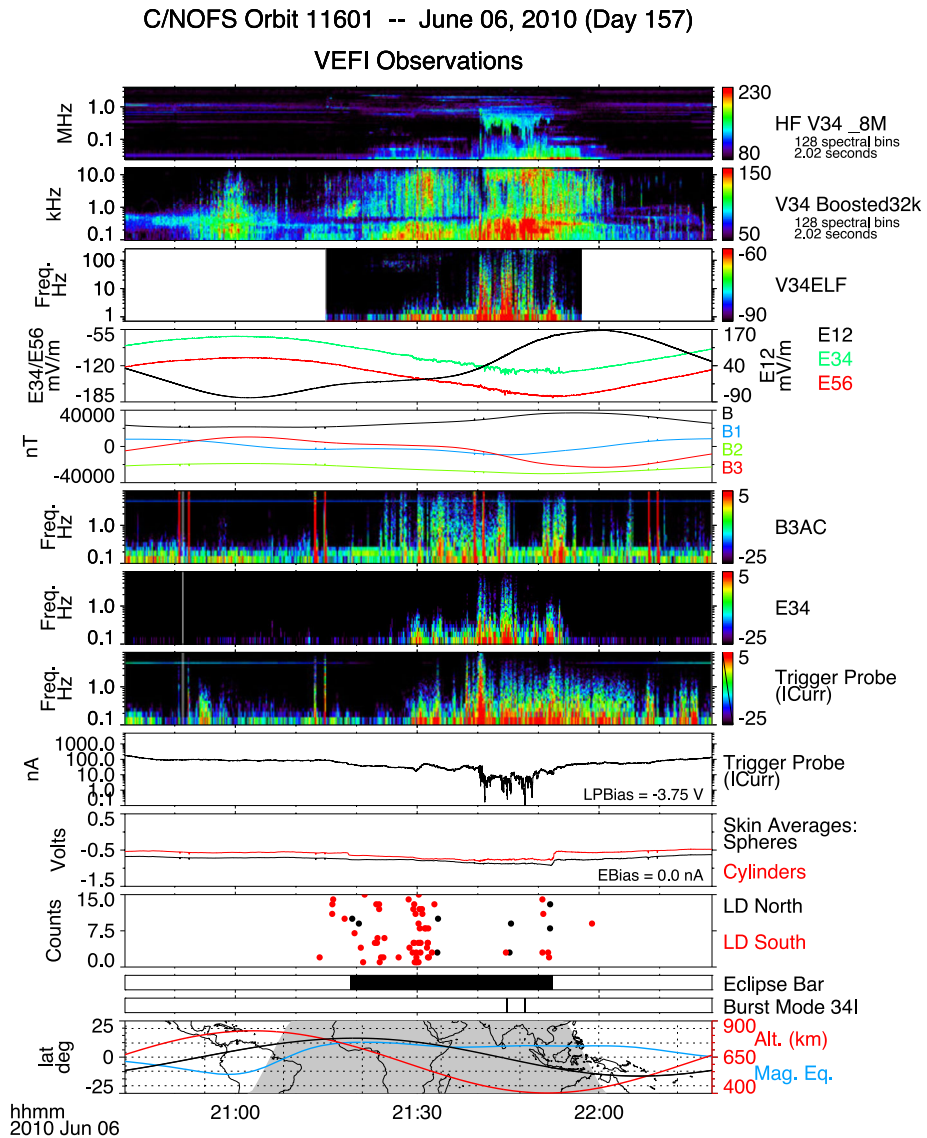 C/NOFS Orbit 11601 -- June 06, 2010 (Day 157)
VEFI Observations
MHz
1.0
0.1
230
80
HF V34 _8M
128 spectral bins
2.02 seconds
kHz
10.0
1.0
0.1
150
50
V34 Boosted32k
128 spectral bins
2.02 seconds
Freq.
Hz
100
10
1
-60
-90
V34ELF
E34/E56
mV/m
-55
-120
-185
170
40
-90
E12
mV/m
E12
E34
E56
nT
40000
0
-40000
B
B1
B2
B3
Freq.
Hz
1.0
0.1
5
-25
B3AC
Freq.
Hz
1.0
0.1
5
-25
E34
Freq.
Hz
1.0
0.1
5
-25
Trigger Probe
(ICurr)
nA
1000.0
100.0
10.0
1.0
0.1
LPBias = -3.75 V
Trigger Probe
(ICurr)
Volts
0.5
-0.5
-1.5
EBias = 0.0 nA
Skin Averages:
Spheres
Cylinders
Counts
15.0
7.5
0.0
LD North
LD South
Eclipse Bar
Burst Mode 34I
lat
deg
25
0
-25
900
650
400
Alt. (km)
Mag. Eq.
hhmm
2010 Jun 06
21:00
21:30
22:00